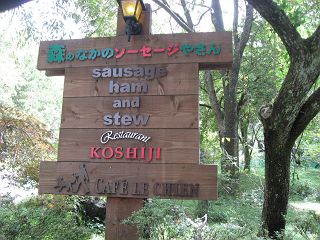 森のなかのソーセージやさん
sausage
ham
and
stew
Restaurant
KOSHIJI
CAFÉ LE CHIEN